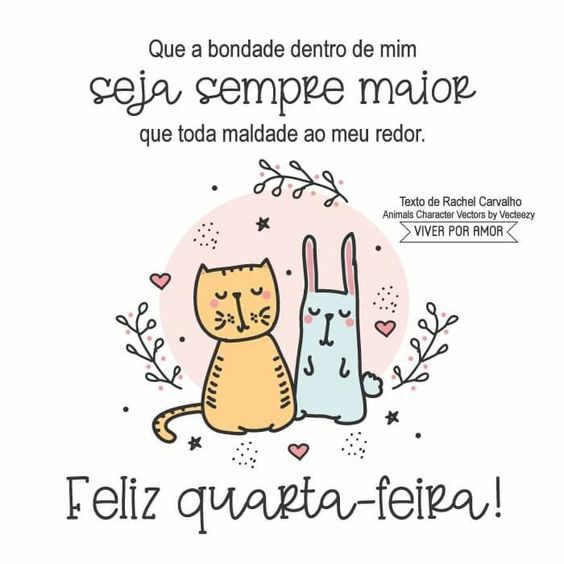 Que a bondade dentro de mim
seja sempre maior
que toda maldade ao meu redor.
Texto de Rachel Carvalho
Animals Character Vectors by Vecteezy
VIVER POR AMOR
Feliz quarta-feira!